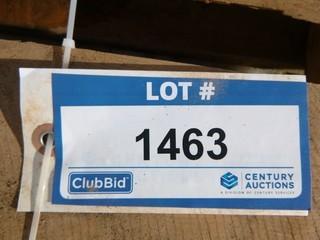 LOT #
1463
ClubBid
CENTURY
AUCTIONS
A DIVISION OF CENTURY SERVICES